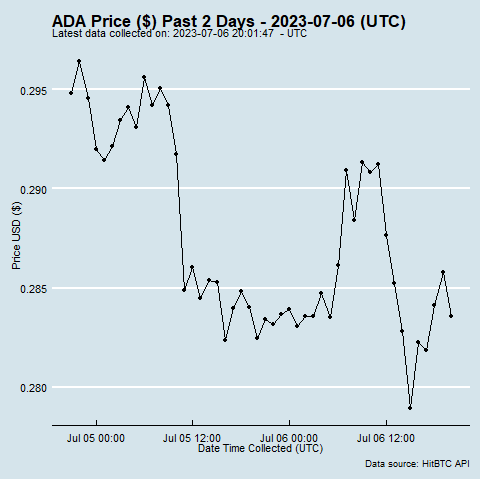 ADA Price ($) Past 2 Days - 2023-07-06 (UTC)
Latest data collected on: 2023-07-06 20:01:47 - UTC
0.295
0.290
0.285
0.280
Price USD ($)
Jul 05 00:00 Jul 05 12:00 Jul 06 00:00 Jul 06 12:00
Date Time Collected (UTC)
Data source: HitBTC API